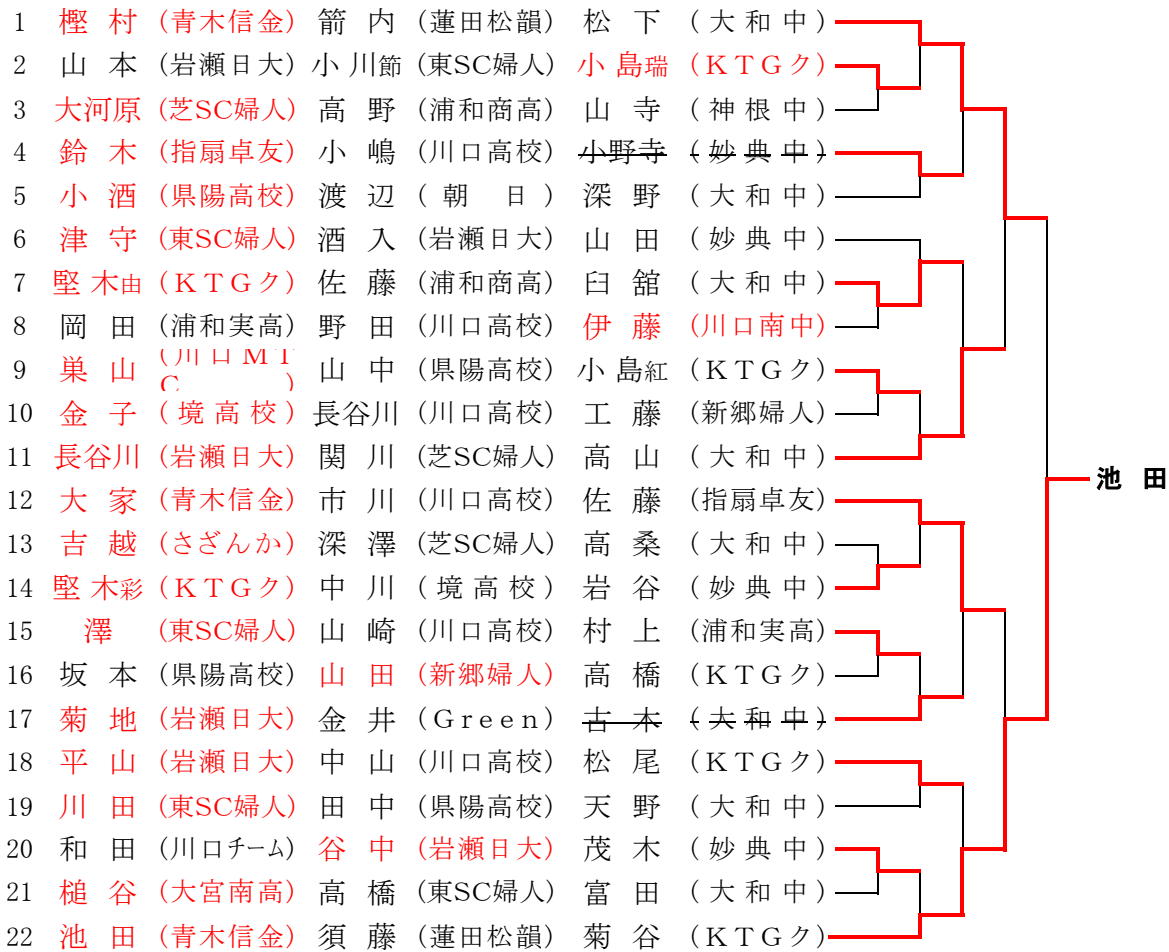 1 樫村 (青木信金) 箭内 (蓮田松韻) 松下 (大和中)
2 山本 (岩瀬日大) 小川節 (東SC婦人) 小島瑞 (KTGク)
3 大河原 (芝SC婦人) 高野 (浦和商高) 山寺 (神根中)
4 鈴木 (指扇卓友) 小嶋 (川口高校) 小野寺 (妙典中)
5 小酒 (県陽高校) 渡辺 (朝日) 深野 (大和中)
6 津守 (東SC婦人) 酒入 (岩瀬日大) 山田 (妙典中)
7 堅木由 (KTGク) 佐藤 (浦和商高) 臼舘 (大和中)
8 岡田 (浦和実高) 野田 (川口高校) 伊藤 (川口南中)
9 巣山 (川口MTC) 山中 (県陽高校) 小島紅 (KTGク)
10 金子 (境高校) 長谷川 (川口高校) 工藤 (新郷婦人)
11 長谷川 (岩瀬日大) 関川 (芝SC婦人) 高山 (大和中)
池田
12 大家 (青木信金) 市川 (川口高校) 佐藤 (指扇卓友)
13 吉越 (さざんか) 深澤 (芝SC婦人) 高桑 (大和中)
14 堅木彩 (KTGク) 中川 (境高校) 岩谷 (妙典中)
15 澤 (東SC婦人) 山崎 (川口高校) 村上 (浦和実高)
16 坂本 (県陽高校) 山田 (新郷婦人) 高橋 (KTGク)
17 菊地 (岩瀬日大) 金井 (Green) 古本 (大和中)
18 平山 (岩瀬日大) 中山 (川口高校) 松尾 (KTGク)
19 川田 (東SC婦人) 田中 (県陽高校) 天野 (大和中)
20 和田 (川口チーム) 谷中 (岩瀬日大) 茂木 (妙典中)
21 槌谷 (大宮南高) 高橋 (東SC婦人) 富田 (大和中)
22 池田 (青木信金) 須藤 (蓮田松韻) 菊谷 (KTGク)